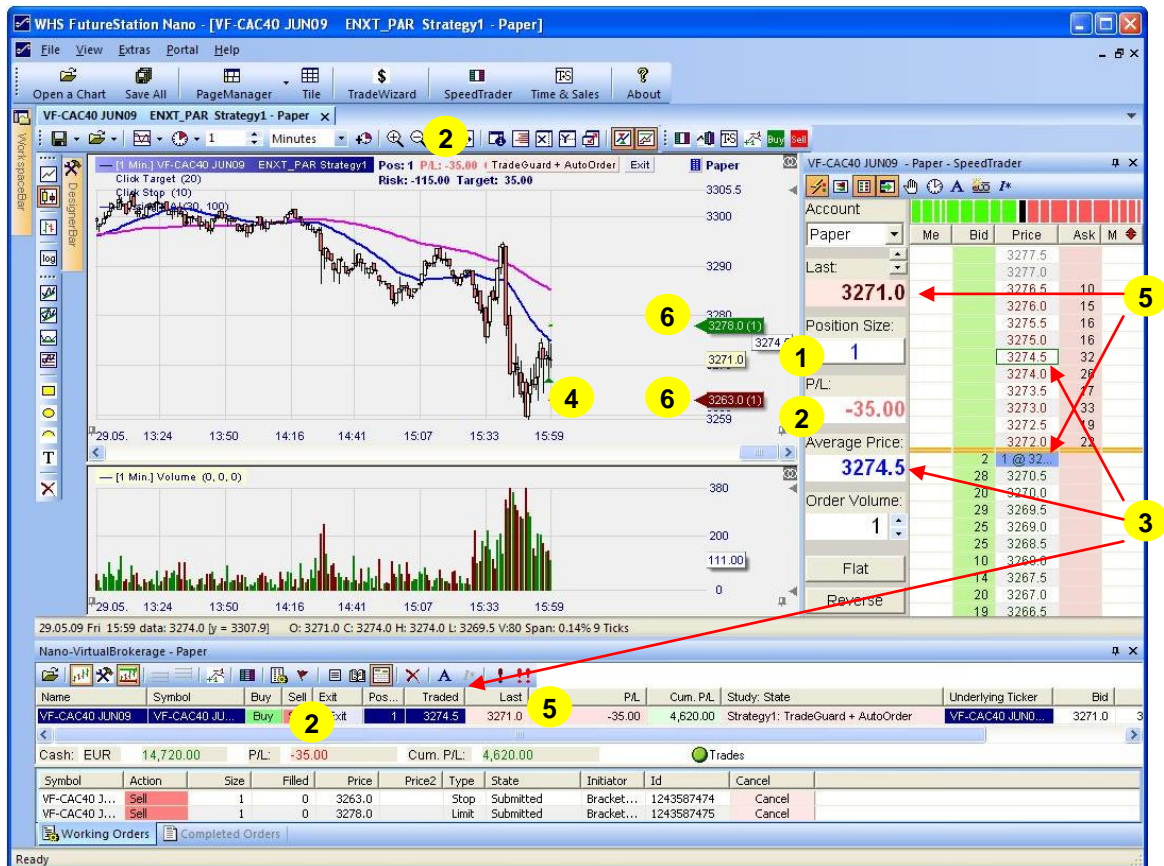 WHS FutureStation Nano - [VF-CAC40 JUN09 ENXT_PAR Strategy1 - Paper]
File View Extras Portal Help
Open a Chart Save All PageManager Tile TradeWizard SpeedTrader Time & Sales About
VF-CAC40 JUN09 ENXT_PAR Strategy1 - Paper x
1 Minutes 2 Buy Sell
WorkspaceBar
DesignerBar
log
T
[1 Min.] VF-CAC40 JUN09 ENXT_PAR Strategy1 Pos: 1 P/L: -35.00 TradeGuard + AutoOrder Exit Paper
Click Target (20) Risk: -115.00 Target: 35.00
Click Stop (10)
(30, 100)
3305.5
3300
3290
3280
6 3278.0 (1)
3271.0
4
6 3263.0 (1)
3259
29.05. 13:24 13:50 14:16 14:41 15:07 15:33 15:59
[1 Min.] Volume (0, 0, 0)
380
200
111.00
0
29.05. 13:24 13:50 14:16 14:41 15:07 15:33 15:59
29.05.09 Fri 15:59 data: 3274.0 [y = 3307.9] O: 3271.0 C: 3274.0 H: 3274.0 L: 3269.5 V:80 Span: 0.14% 9 Ticks
VF-CAC40 JUN09 - Paper - SpeedTrader
Account
Paper
Last:
3271.0
Position Size:
1
1
P/L:
-35.00
2
Average Price:
3274.5
Order Volume:
1
Flat
Reverse
Me Bid Price Ask M
3277.5
3277.0
3276.5 10
5
3276.0 15
3275.5 16
3275.0 16
3274.5 32
3274.0 26
3273.5 17
3273.0 33
3272.5 19
3272.0 22
2 1 @ 32...
28 3270.5
20 3270.0
29 3269.5
25 3269.0
3
25 3268.5
10 3268.0
14 3267.5
20 3267.0
19 3266.5
Nano-VirtualBrokerage - Paper
Name Symbol Buy Sell Exit Pos... Traded Last P/L Cum. P/L Study: State Underlying Ticker Bid
VF-CAC40 JUN09 VF-CAC40 JU... Buy Exit 1 3274.5 3271.0 5 -35.00 4,620.00 Strategy1: TradeGuard + AutoOrder VF-CAC40 JUN0... 3271.0 3
2
Cash: EUR 14,720.00 P/L: -35.00 Cum. P/L: 4,620.00 Trades
Symbol Action Size Filled Price Price2 Type State Initiator Id Cancel
VF-CAC40 J... Sell 1 0 3263.0 Stop Submitted Bracket... 1243587474 Cancel
VF-CAC40 J... Sell 1 0 3278.0 Limit Submitted Bracket... 1243587475 Cancel
Working Orders Completed Orders
Ready